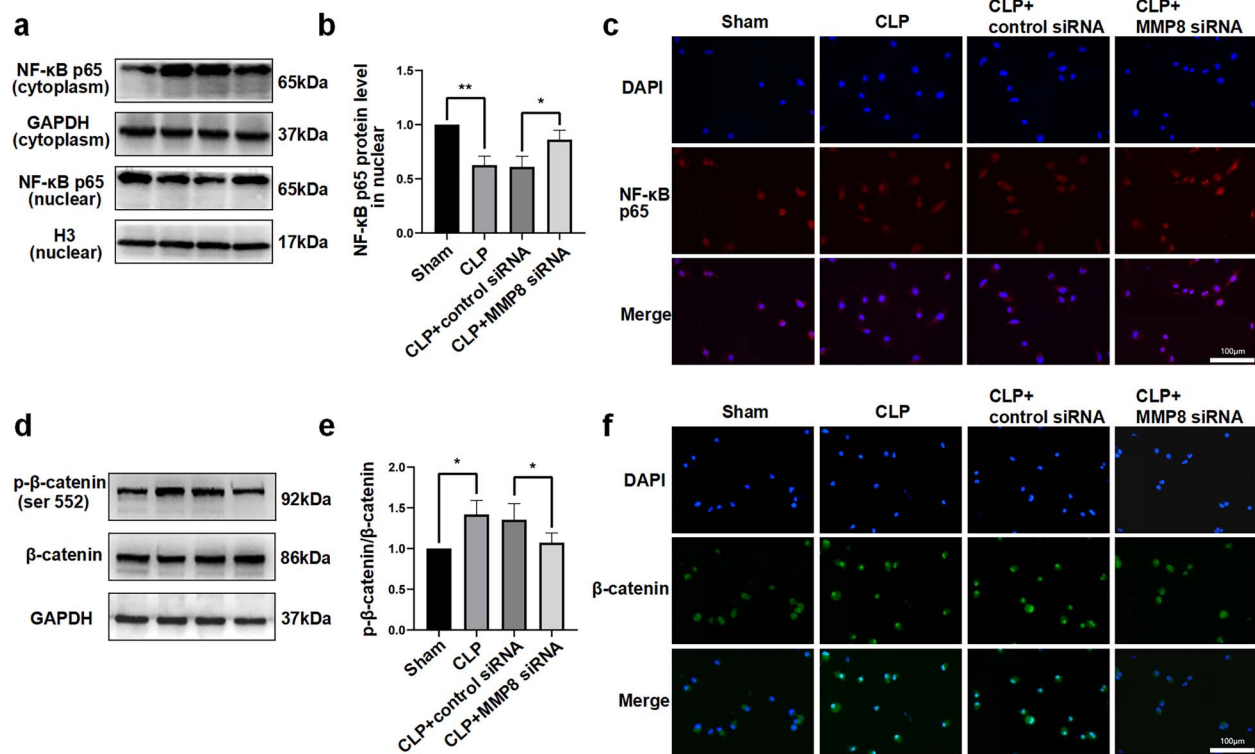 a
NF-κB p65
(cytoplasm)
65kDa
GAPDH
(cytoplasm)
37kDa
NF-κB p65
(nuclear)
65kDa
H3
(nuclear)
17kDa
b
NF-κB p65 protein level
in nuclear
1.5
1.0
0.5
0.0
**
*
Sham
CLP
CLP+control siRNA
CLP+MMP8 siRNA
c
Sham
CLP
CLP+
control siRNA
CLP+
MMP8 siRNA
DAPI
NF-κB
p65
Merge
100μm
d
p-β-catenin
(ser 552)
92kDa
β-catenin
86kDa
GAPDH
37kDa
e
p-β-catenin/β-catenin
2.0
1.5
1.0
0.5
0.0
*
*
Sham
CLP
CLP+control siRNA
CLP+MMP8 siRNA
f
Sham
CLP
CLP+
control siRNA
CLP+
MMP8 siRNA
DAPI
β-catenin
Merge
100μm